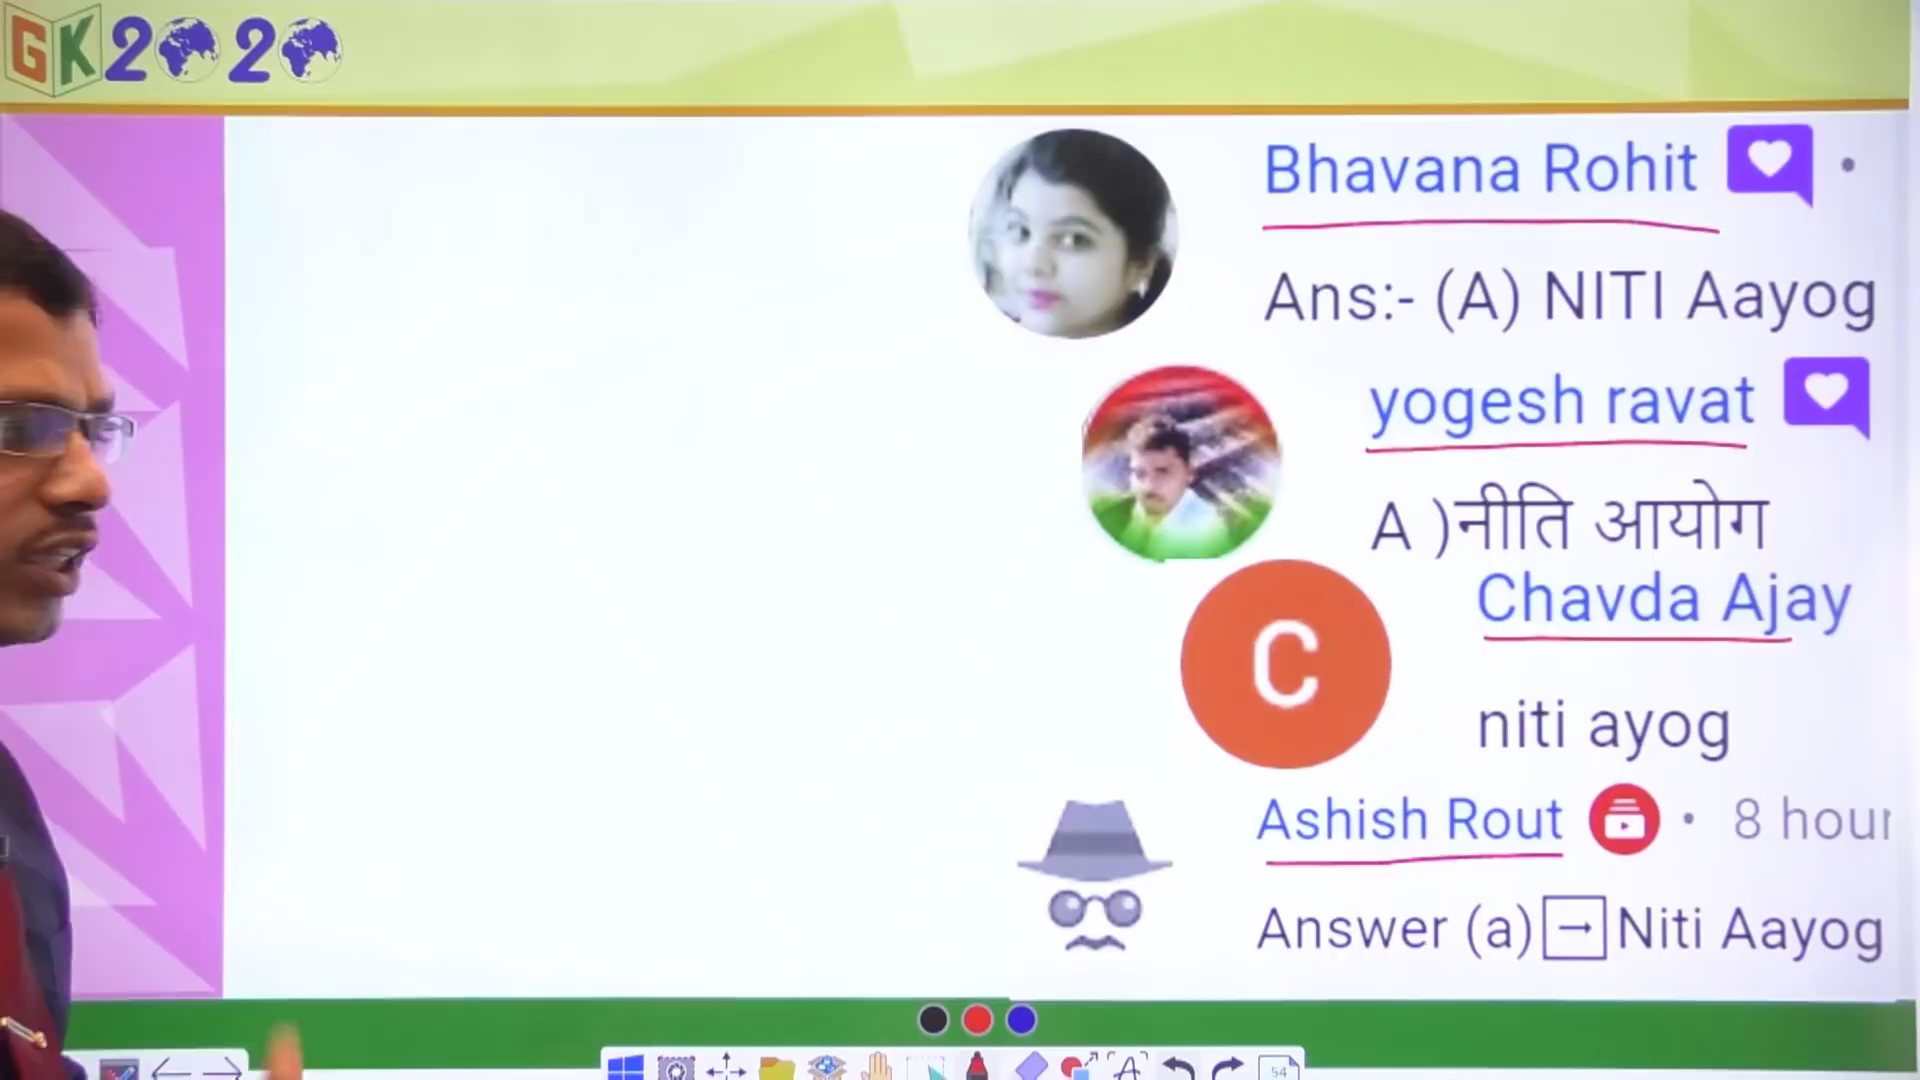 GK2020
Bhavana Rohit
Ans:- (A) NITI Aayog
yogesh ravat
A )नीति आयोग
C
Chavda Ajay
niti ayog
Ashish Rout • 8 hour
Answer (a)→Niti Aayog
54